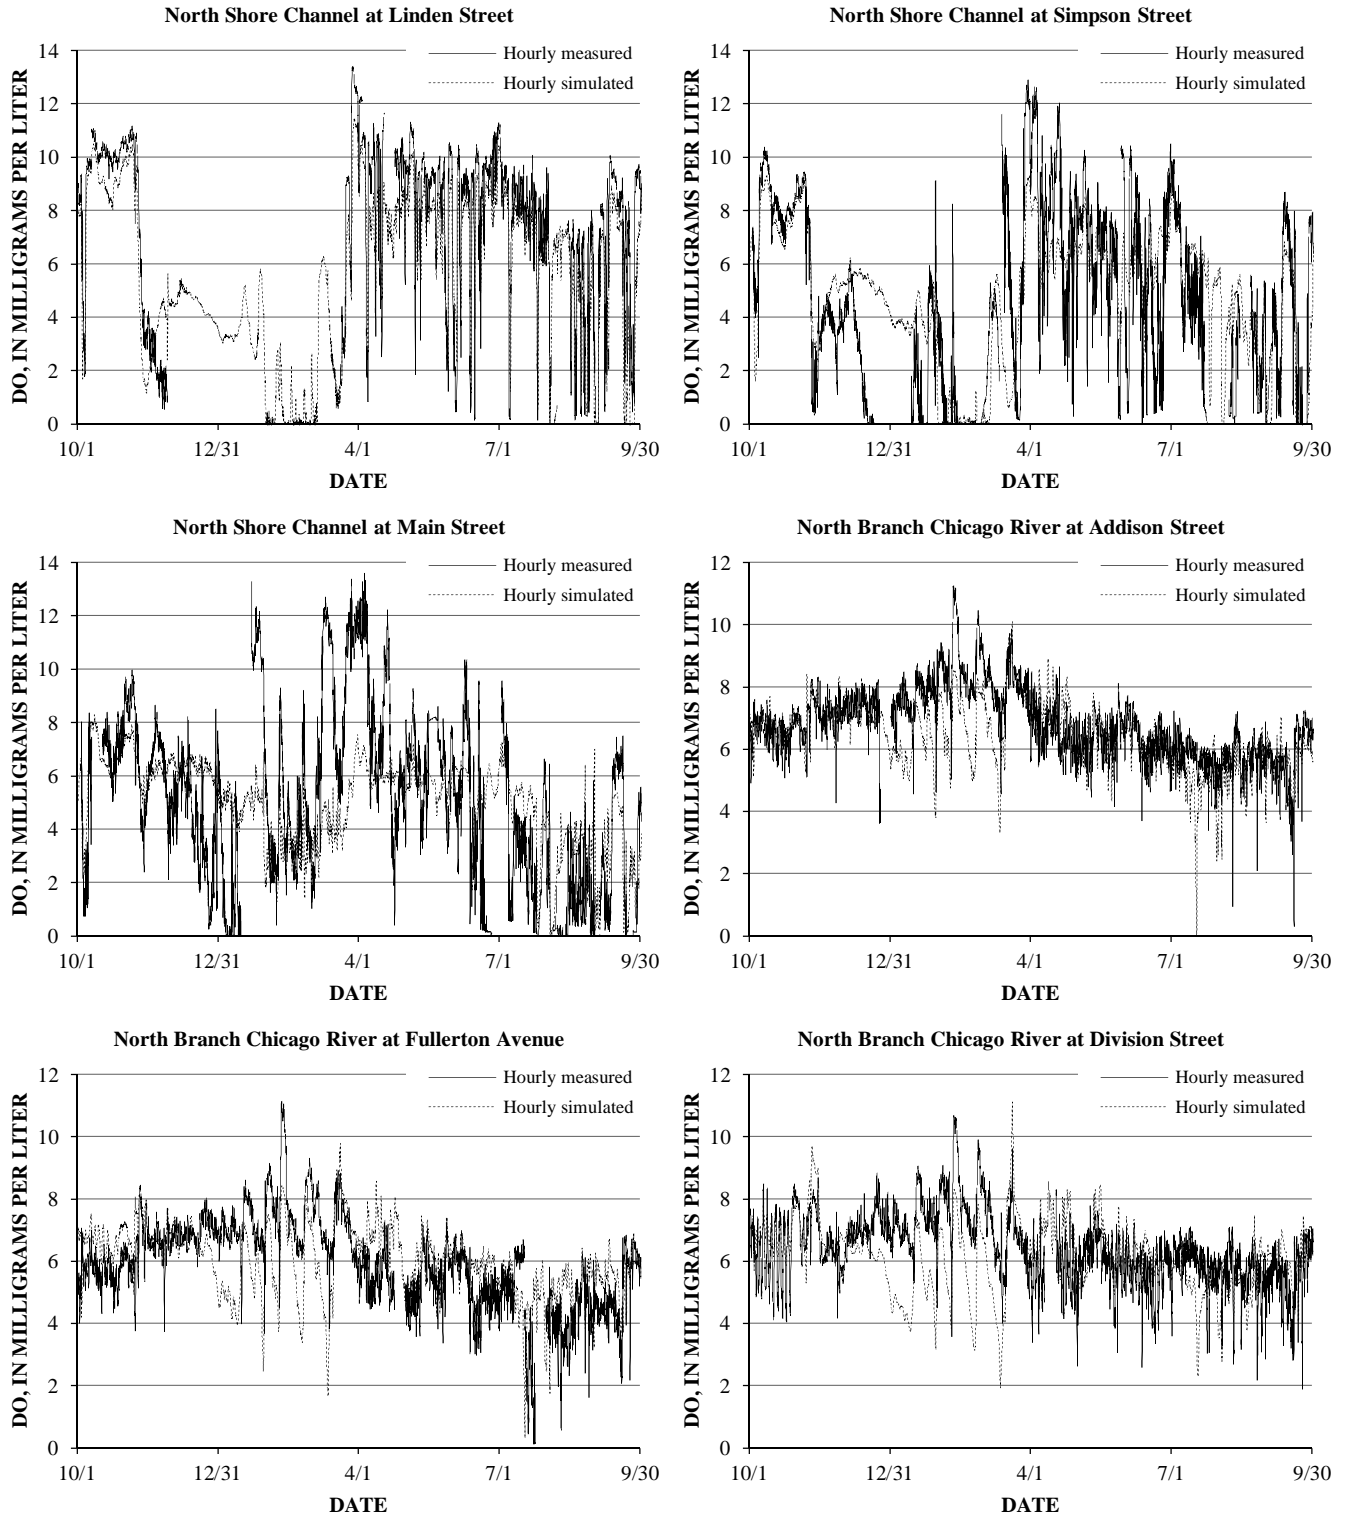 North Shore Channel at Linden Street
Hourly measured
Hourly simulated
DO, IN MILLIGRAMS PER LITER
14
12
10
8
6
4
2
0
10/1 12/31 4/1 7/1 9/30
DATE
North Shore Channel at Simpson Street
Hourly measured
Hourly simulated
DO, IN MILLIGRAMS PER LITER
14
12
10
8
6
4
2
0
10/1 12/31 4/1 7/1 9/30
DATE
North Shore Channel at Main Street
Hourly measured
Hourly simulated
DO, IN MILLIGRAMS PER LITER
14
12
10
8
6
4
2
0
10/1 12/31 4/1 7/1 9/30
DATE
North Branch Chicago River at Addison Street
Hourly measured
Hourly simulated
DO, IN MILLIGRAMS PER LITER
12
10
8
6
4
2
0
10/1 12/31 4/1 7/1 9/30
DATE
North Branch Chicago River at Fullerton Avenue
Hourly measured
Hourly simulated
DO, IN MILLIGRAMS PER LITER
12
10
8
6
4
2
0
10/1 12/31 4/1 7/1 9/30
DATE
North Branch Chicago River at Division Street
Hourly measured
Hourly simulated
DO, IN MILLIGRAMS PER LITER
12
10
8
6
4
2
0
10/1 12/31 4/1 7/1 9/30
DATE